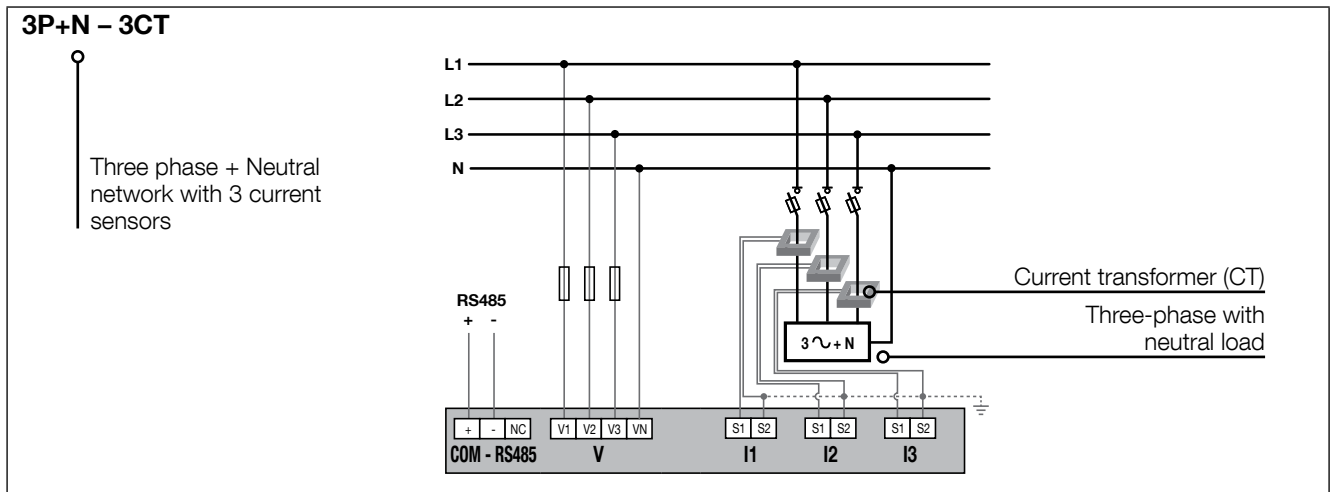 3P+N – 3CT
Three phase + Neutral
network with 3 current
sensors
L1
L2
L3
N
RS485
+ -
Current transformer (CT)
Three-phase with
neutral load
3 ∿ + N
+ - NC V1 V2 V3 VN S1 S2 S1 S2 S1 S2
COM - RS485 V I1 I2 I3